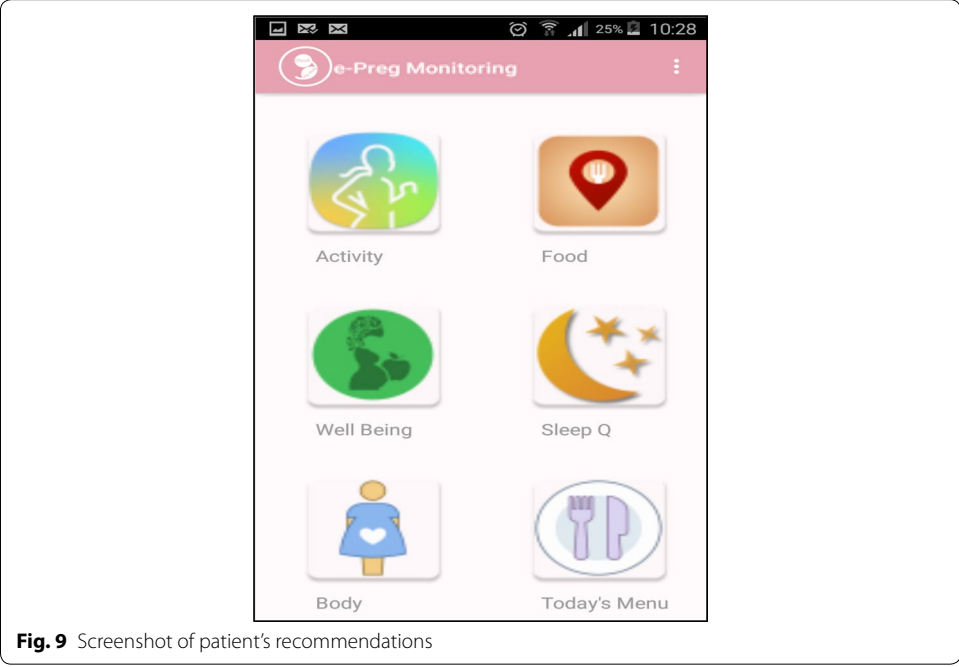 25% 10:28
e-Preg Monitoring
Activity Food
Well Being Sleep Q
Body Today's Menu
Fig. 9 Screenshot of patient's recommendations